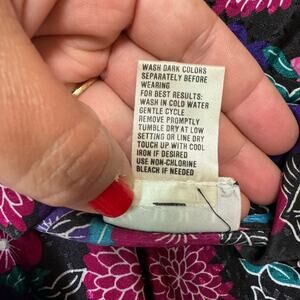 WASH DARK COLORS
SEPARATELY BEFORE
WEARING
FOR BEST RESULTS:
WASH IN COLD WATER
GENTLE CYCLE
REMOVE PROMPTLY
TUMBLE DRY AT LOW
SETTING OR LINE DRY
TOUCH UP WITH COOL
IRON IF DESIRED
USE NON-CHLORINE
BLEACH IF NEEDED